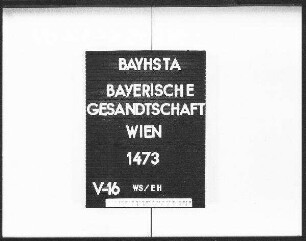 BAYHSTA
BAYERISCHE
GESANDTSCHAFT
WIEN
1473
V-16 WS/EH